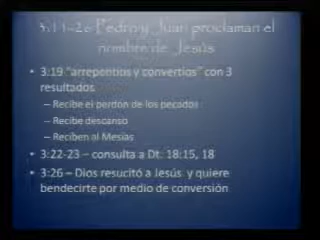 3:11-26 Pedro y Juan proclaman el
nombre de Jesús
• 3:19 "arrepentíos y convertíos" con 3
resultados
– Recibe el perdón de los pecados
– Recibe descanso
– Reciben al Mesías
• 3:22-23 – consulta a Dt. 18:15, 18
• 3:26 – Dios resucitó a Jesús y quiere
bendecirte por medio de conversión